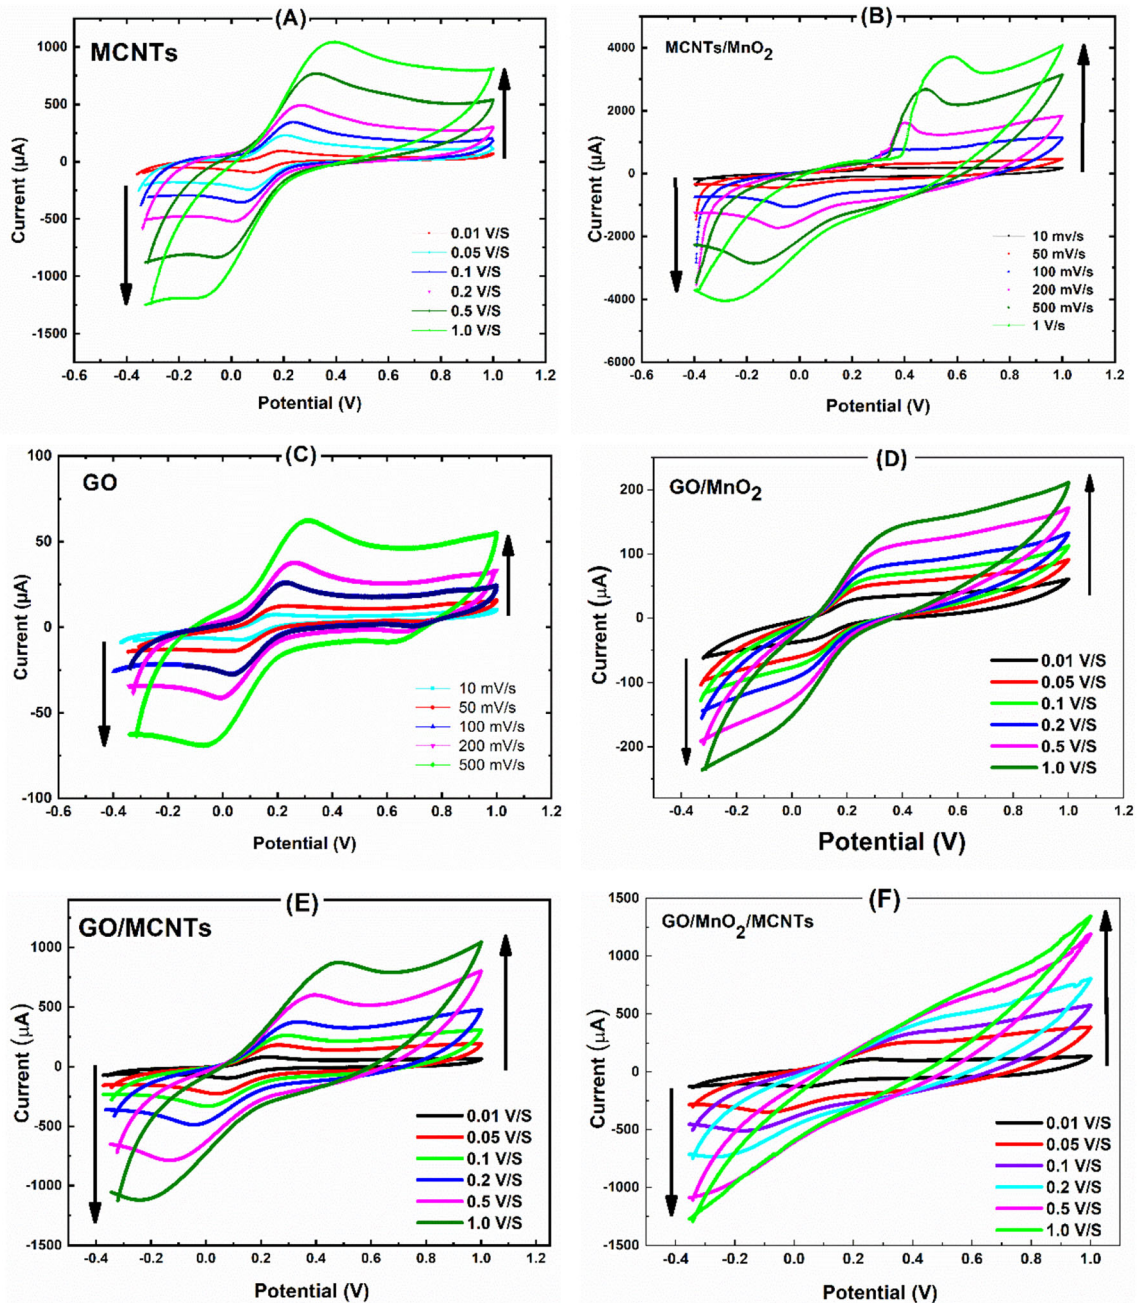 (A)
MCNTs
Current (µA)
1000
500
0
-500
-1000
-1500
0.01 V/S
0.05 V/S
0.1 V/S
0.2 V/S
0.5 V/S
1.0 V/S
-0.6 -0.4 -0.2 0.0 0.2 0.4 0.6 0.8 1.0 1.2
Potential (V)
(B)
MCNTs/MnO2
Current (µA)
4000
2000
0
-2000
-4000
-6000
10 mv/s
50 mV/s
100 mV/s
200 mV/s
500 mV/s
1 V/s
-0.6 -0.4 -0.2 0.0 0.2 0.4 0.6 0.8 1.0 1.2
Potential (V)
(C)
GO
Current (µA)
100
50
0
-50
-100
10 mV/s
50 mV/s
100 mV/s
200 mV/s
500 mV/s
-0.6 -0.4 -0.2 0.0 0.2 0.4 0.6 0.8 1.0 1.2
Potential (V)
(D)
GO/MnO2
Current (µA)
200
100
0
-100
-200
0.01 V/S
0.05 V/S
0.1 V/S
0.2 V/S
0.5 V/S
1.0 V/S
-0.4 -0.2 0.0 0.2 0.4 0.6 0.8 1.0 1.2
Potential (V)
(E)
GO/MCNTs
Current (µA)
1000
500
0
-500
-1000
-1500
0.01 V/S
0.05 V/S
0.1 V/S
0.2 V/S
0.5 V/S
1.0 V/S
-0.4 -0.2 0.0 0.2 0.4 0.6 0.8 1.0 1.2
Potential (V)
(F)
GO/MnO2/MCNTs
Current (µA)
1500
1000
500
0
-500
-1000
-1500
0.01 V/S
0.05 V/S
0.1 V/S
0.2 V/S
0.5 V/S
1.0 V/S
-0.4 -0.2 0.0 0.2 0.4 0.6 0.8 1.0
Potential (V)